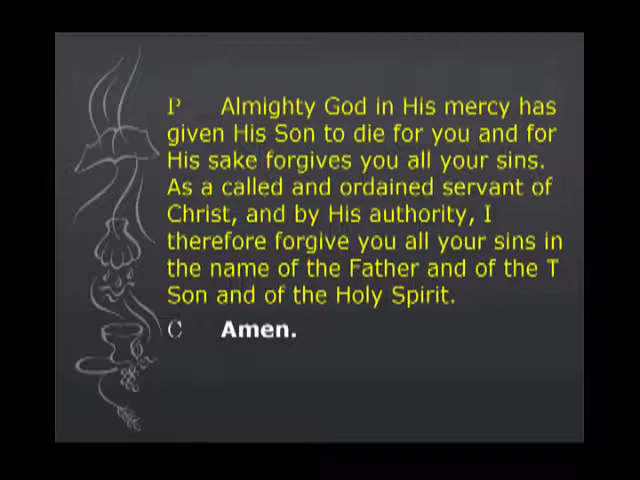 P Almighty God in His mercy has
given His Son to die for you and for
His sake forgives you all your sins.
As a called and ordained servant of
Christ, and by His authority, I
therefore forgive you all your sins in
the name of the Father and of the T
Son and of the Holy Spirit.
C Amen.